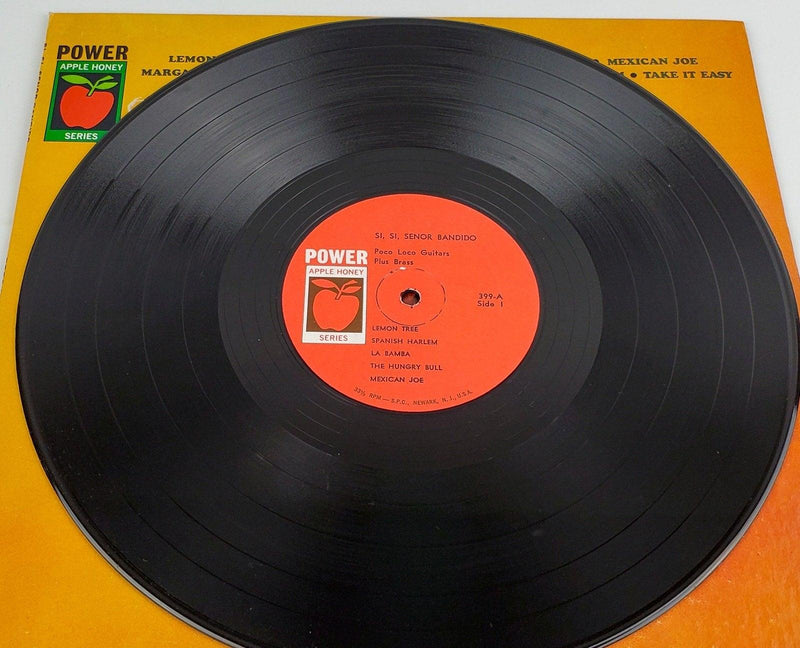 POWER
APPLE HONEY
SERIES
LEMON
MEXICAN JOE
MARGA
• TAKE IT EASY
SI, SI, SENOR BANDIDO
Poco Loco Guitars
Plus Brass
POWER
APPLE HONEY
SERIES
399-A
Side 1
LEMON TREE
SPANISH HARLEM
LA BAMBA
THE HUNGRY BULL
MEXICAN JOE
33⅓ RPM — S.P.C., NEWARK, N. J., U.S.A.